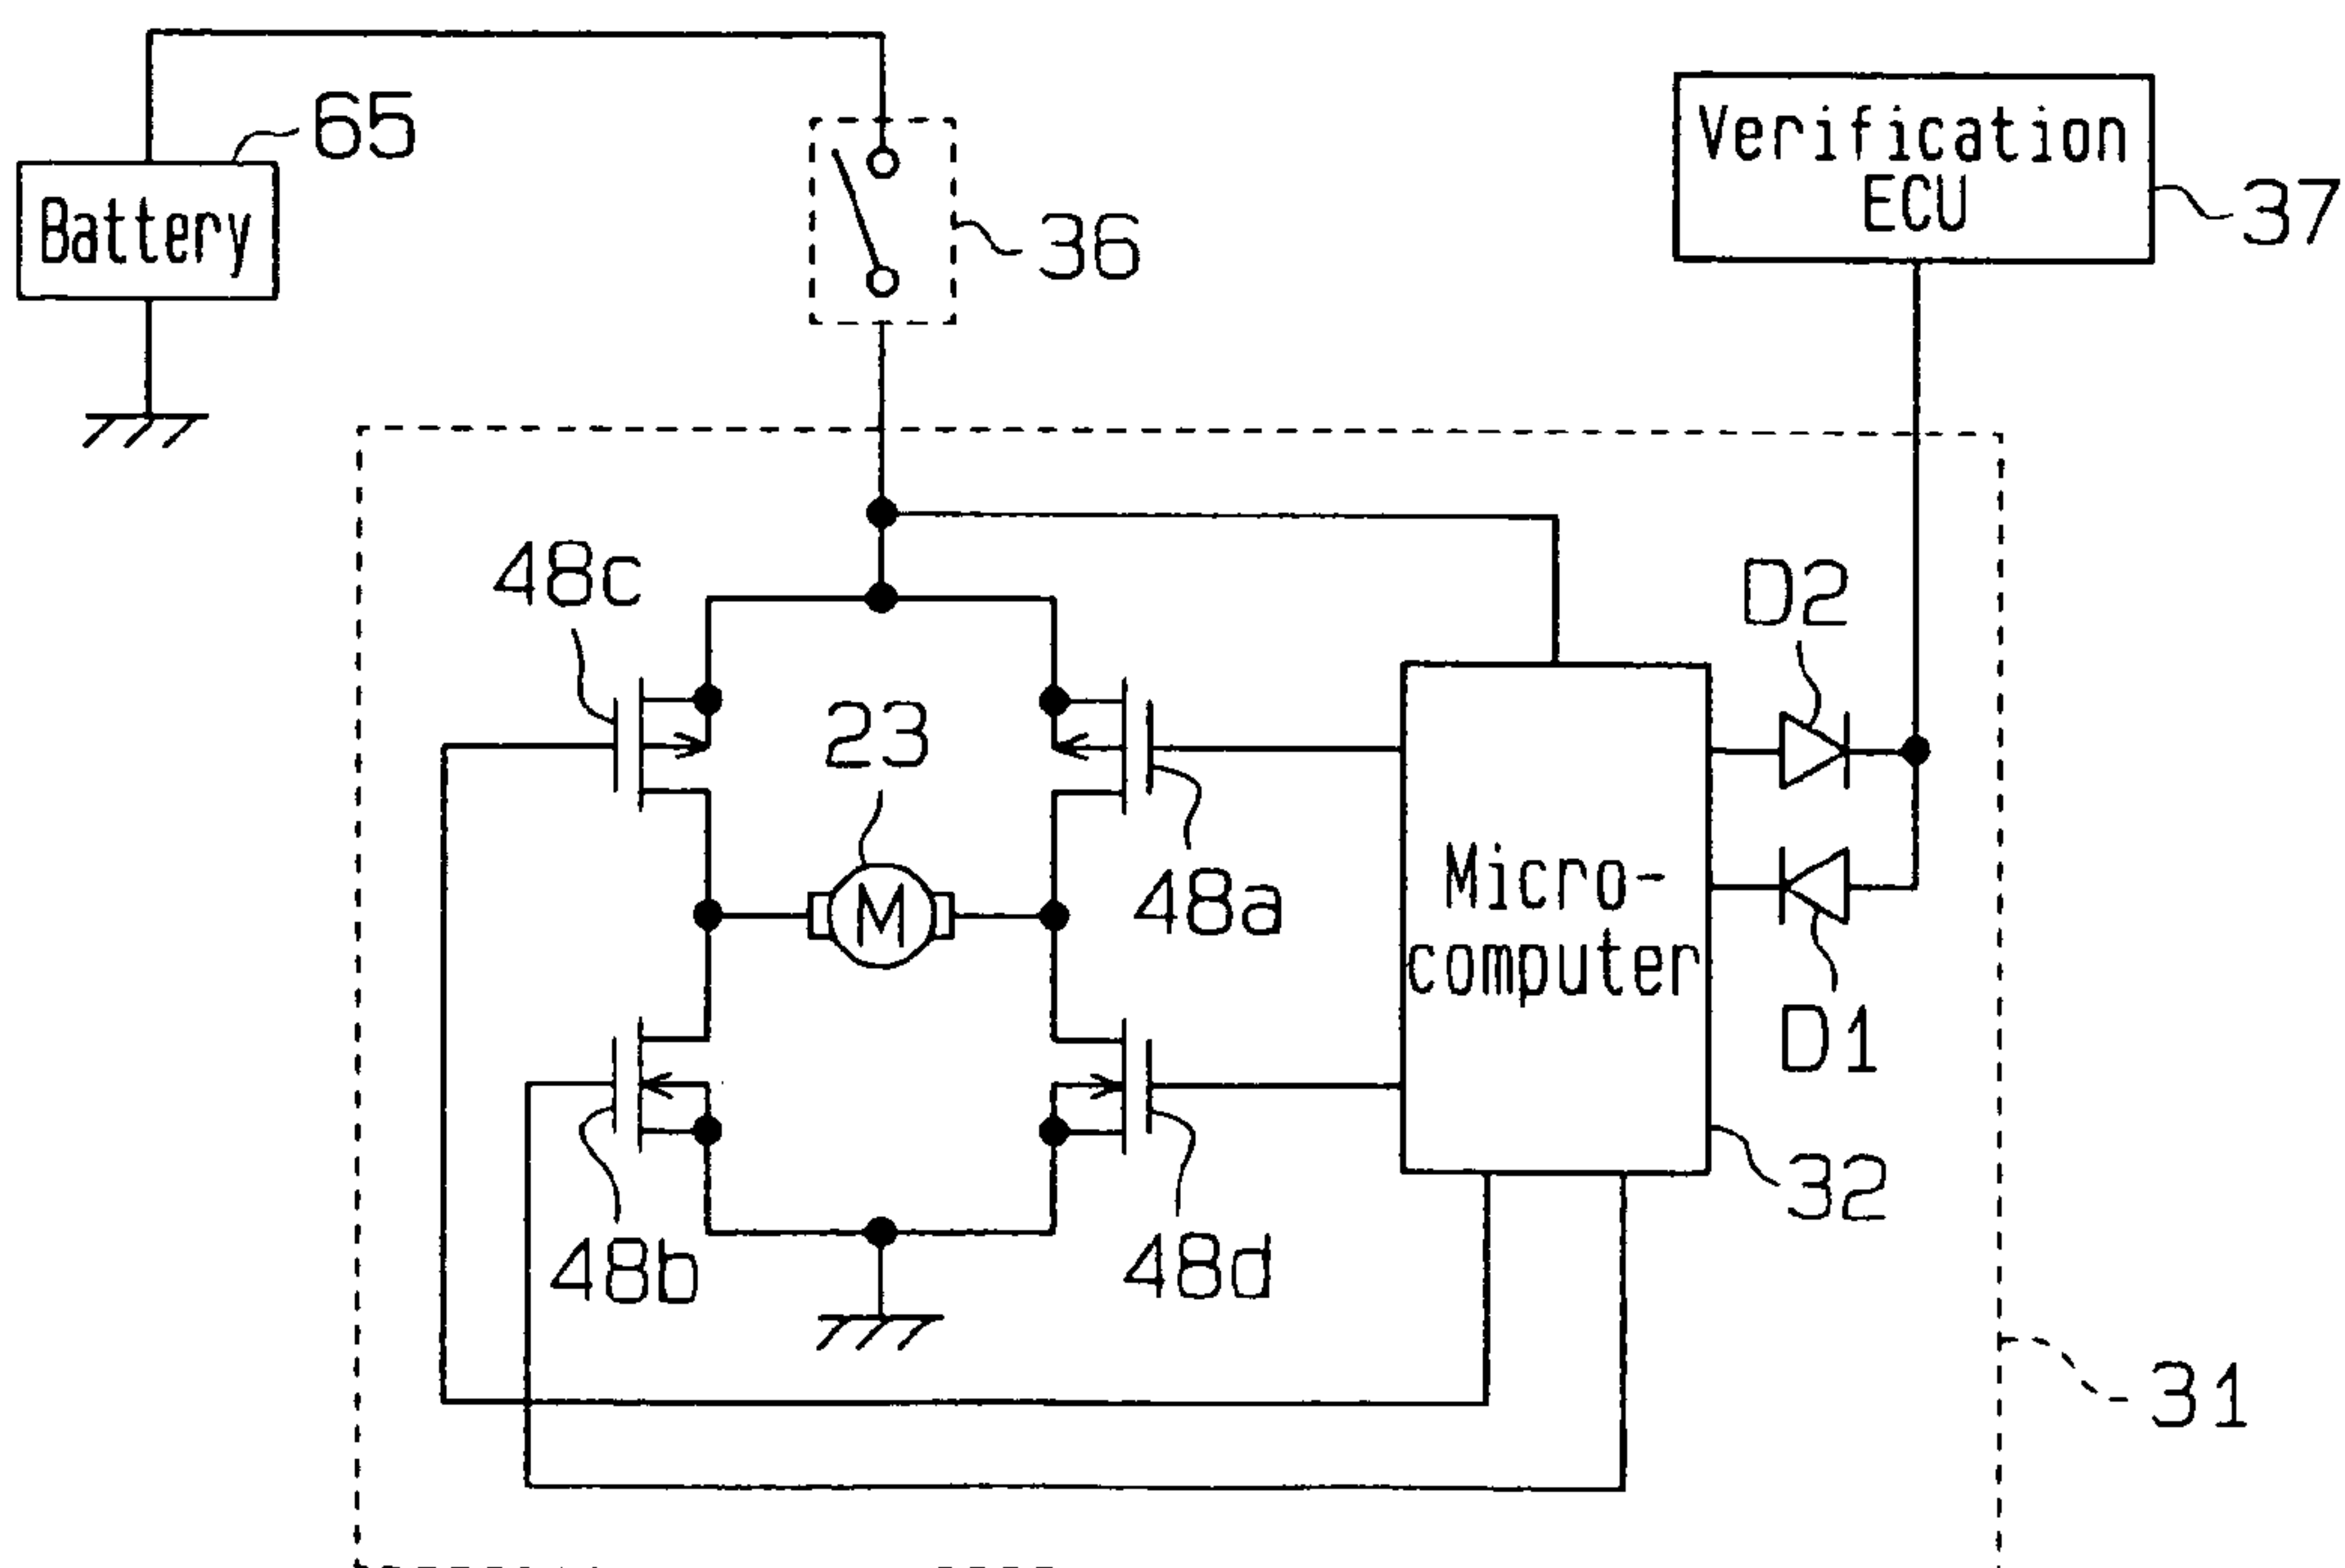 65
Battery
36
Verification
ECU
37
48c
D2
23
48a
Micro-
computer
D1
M
32
48b
48d
31